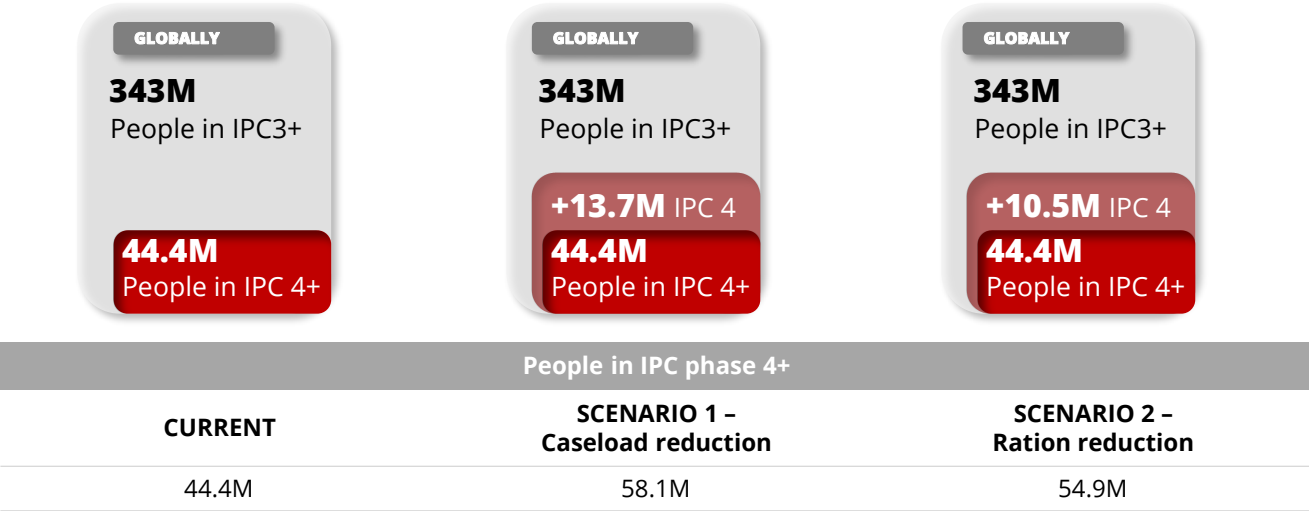 GLOBALLY
343M
People in IPC3+
44.4M
People in IPC 4+
GLOBALLY
343M
People in IPC3+
+13.7M IPC 4
44.4M
People in IPC 4+
GLOBALLY
343M
People in IPC3+
+10.5M IPC 4
44.4M
People in IPC 4+
People in IPC phase 4+
CURRENT
SCENARIO 1 –
Caseload reduction
SCENARIO 2 –
Ration reduction
44.4M
58.1M
54.9M